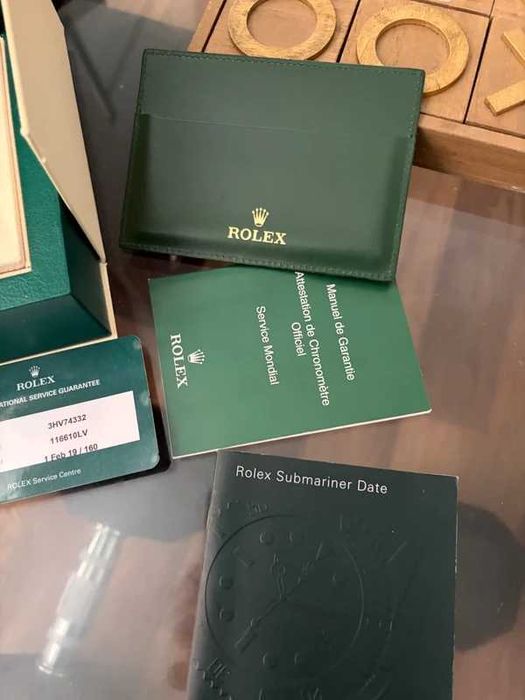 ROLEX
Manuel de Garantie
Attestation de Chronomètre
Officiel
Service Mondial
ROLEX
ROLEX
ATIONAL SERVICE GUARANTEE
3HV74332
116610LV
1 Feb 19 / 160
ROLEX Service Centre
Rolex Submariner Date